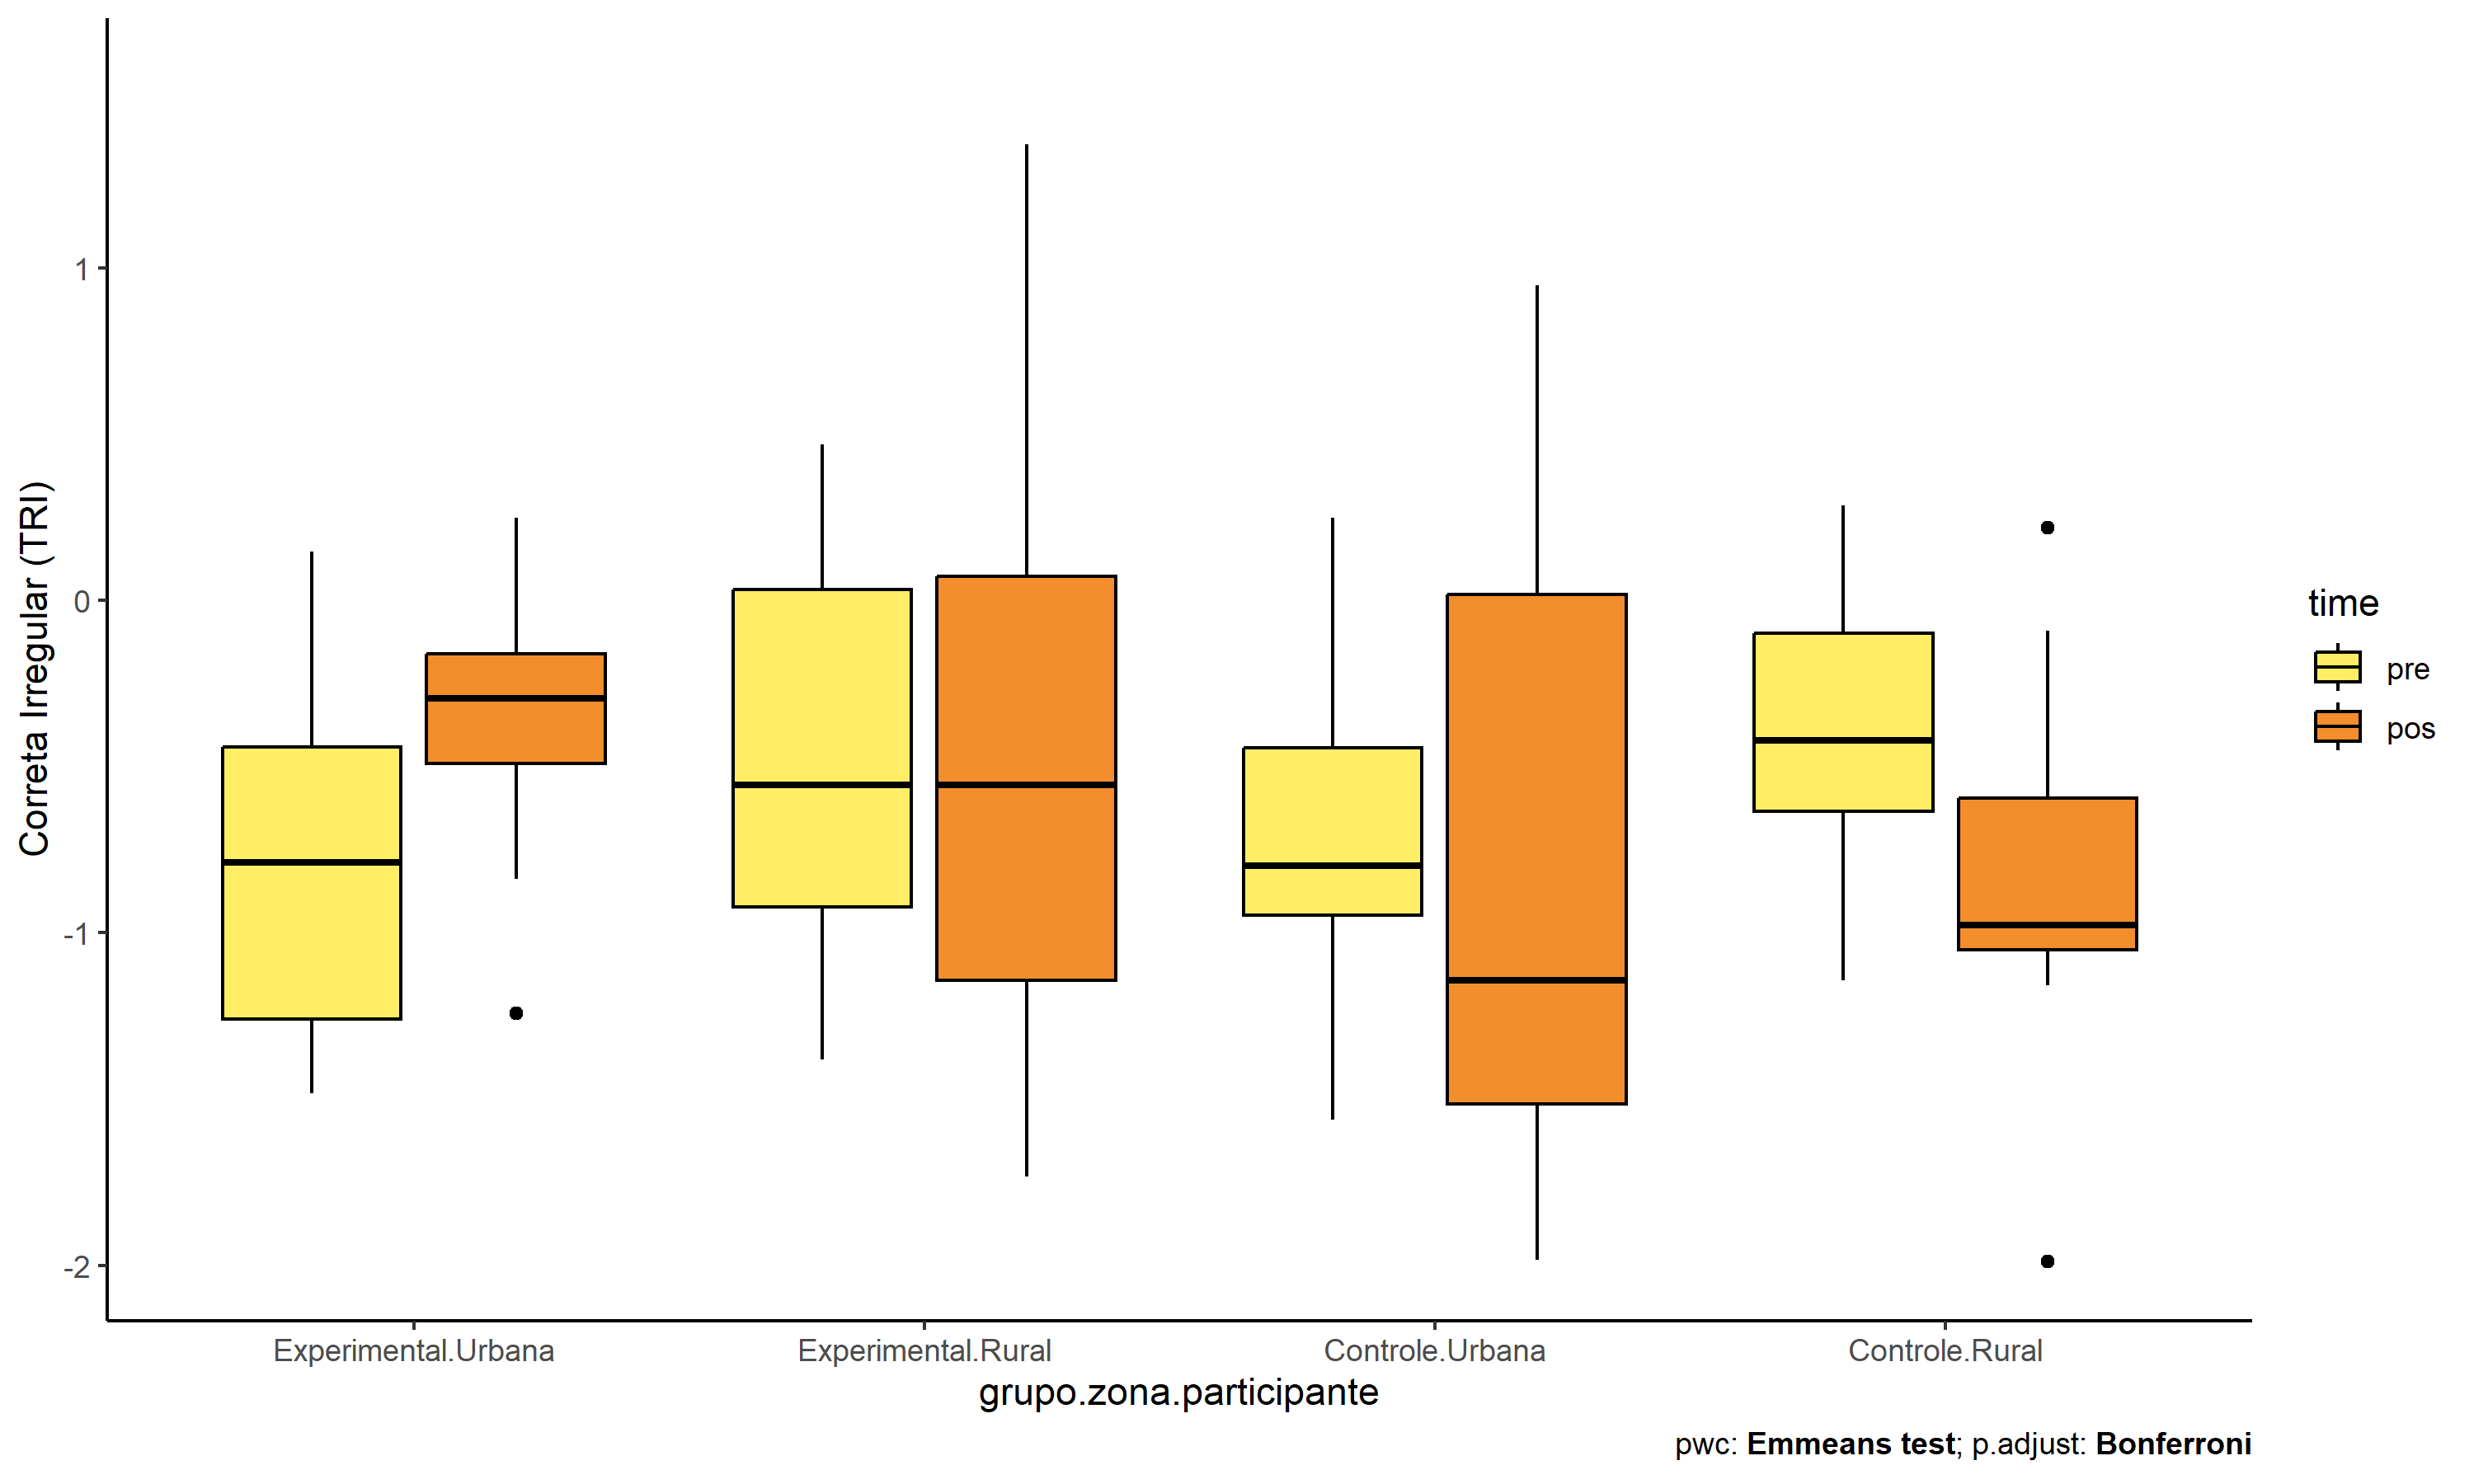 Correta Irregular (TRI)
1
0
-1
-2
Experimental.Urbana
Experimental.Rural
Controle.Urbana
Controle.Rural
grupo.zona.participante
pwc: Emmeans test; p.adjust: Bonferroni
time
pre
pos